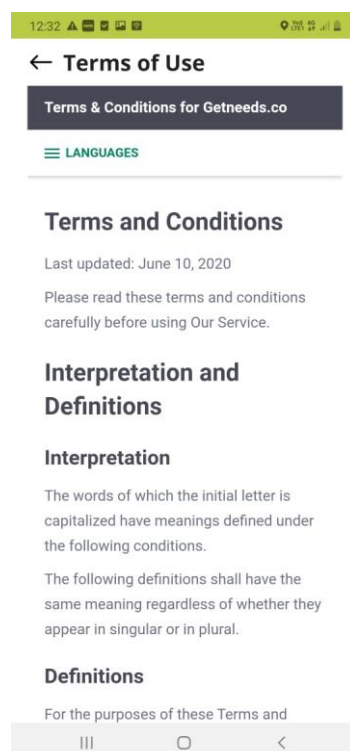 12:32
← Terms of Use
Terms & Conditions for Getneeds.co
LANGUAGES
Terms and Conditions
Last updated: June 10, 2020
Please read these terms and conditions
carefully before using Our Service.
Interpretation and
Definitions
Interpretation
The words of which the initial letter is
capitalized have meanings defined under
the following conditions.
The following definitions shall have the
same meaning regardless of whether they
appear in singular or in plural.
Definitions
For the purposes of these Terms and